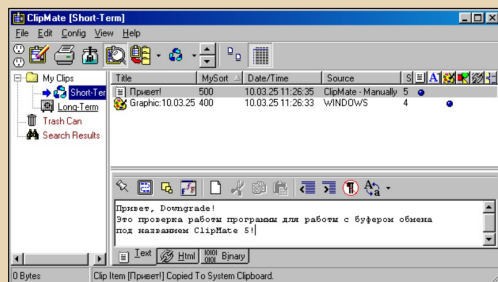 ClipMate [Short-Term]
File Edit Config View Help
My Clips
Short-Ter
Long-Term
Trash Can
Search Results
Title MySort Date/Time Source S
Привет! 500 10.03.25 11:26:35 ClipMate - Manually 5
Graphic:10.03.25 400 10.03.25 11:26:33 WINDOWS 4
Привет, Downgrade!
Это проверка работы программы для работы с буфером обмена
под названием ClipMate 5!
Text Html Binary
0 Bytes Clip Item [Привет!] Copied To System Clipboard.